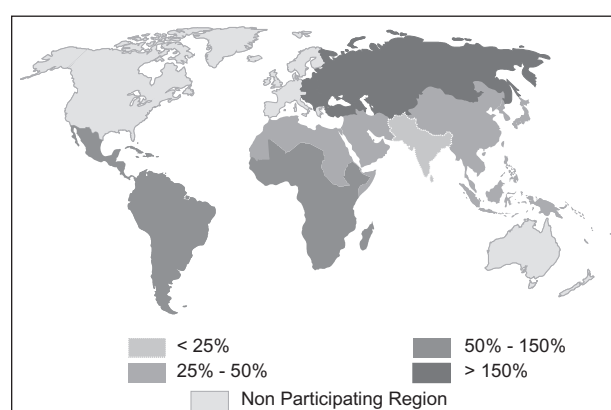 < 25%
50% - 150%
25% - 50%
> 150%
Non Participating Region